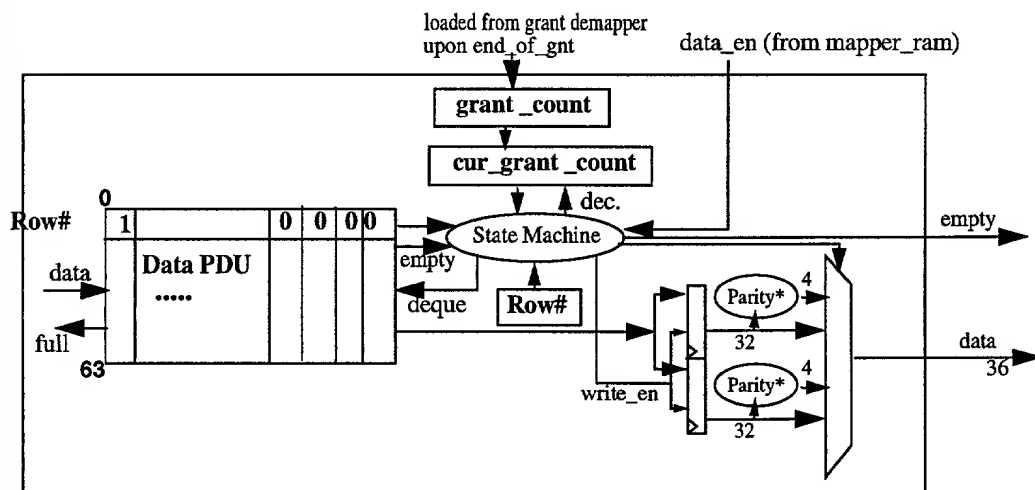 loaded from grant demapper
upon end_of_gnt
data_en (from mapper_ram)
grant _count
cur_grant _count
dec.
0
Row#
1
0 0 0 0
State Machine
empty
empty
data
Data PDU
.....
deque
Row#
full
63
Parity*
4
32
data
36
write_en
Parity*
4
32